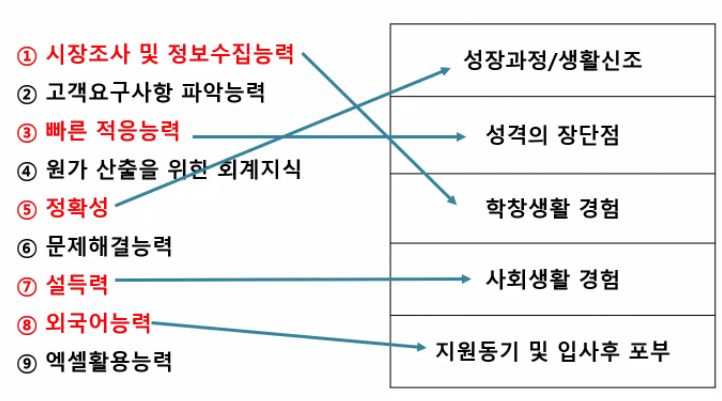 ① 시장조사 및 정보수집능력
② 고객요구사항 파악능력
③ 빠른 적응능력
④ 원가 산출을 위한 회계지식
⑤ 정확성
⑥ 문제해결능력
⑦ 설득력
⑧ 외국어능력
⑨ 엑셀활용능력
성장과정/생활신조
성격의 장단점
학창생활 경험
사회생활 경험
지원동기 및 입사후 포부